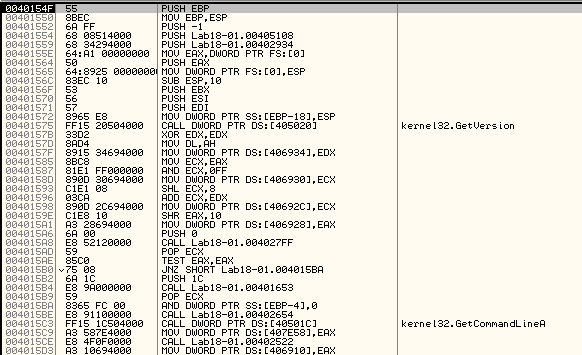 0040154F 55 PUSH EBP
00401550 8BEC MOV EBP,ESP
00401552 6A FF PUSH -1
00401554 68 08514000 PUSH Lab18-01.00405108
00401559 68 34294000 PUSH Lab18-01.00402934
0040155E 64:A1 00000000 MOV EAX,DWORD PTR FS:[0]
00401564 50 PUSH EAX
00401565 64:8925 00000000 MOV DWORD PTR FS:[0],ESP
0040156C 83EC 10 SUB ESP,10
0040156F 53 PUSH EBX
00401570 56 PUSH ESI
00401571 57 PUSH EDI
00401572 8965 E8 MOV DWORD PTR SS:[EBP-18],ESP
00401575 FF15 20504000 CALL DWORD PTR DS:[405020] kernel32.GetVersion
0040157B 33D2 XOR EDX,EDX
0040157D 8AD4 MOV DL,AH
0040157F 8915 34694000 MOV DWORD PTR DS:[406934],EDX
00401585 8BC8 MOV ECX,EAX
00401587 81E1 FF000000 AND ECX,0FF
0040158D 890D 30694000 MOV DWORD PTR DS:[406930],ECX
00401593 C1E1 08 SHL ECX,8
00401596 03CA ADD ECX,EDX
00401598 890D 2C694000 MOV DWORD PTR DS:[40692C],ECX
0040159E C1E8 10 SHR EAX,10
004015A1 A3 28694000 MOV DWORD PTR DS:[406928],EAX
004015A6 6A 00 PUSH 0
004015A8 E8 52120000 CALL Lab18-01.004027FF
004015AD 59 POP ECX
004015AE 85C0 TEST EAX,EAX
004015B0 75 08 JNZ SHORT Lab18-01.004015BA
004015B2 6A 1C PUSH 1C
004015B4 E8 9A000000 CALL Lab18-01.00401653
004015B9 59 POP ECX
004015BA 8365 FC 00 AND DWORD PTR SS:[EBP-4],0
004015BE E8 91100000 CALL Lab18-01.00402654
004015C3 FF15 1C504000 CALL DWORD PTR DS:[40501C] kernel32.GetCommandLineA
004015C9 A3 587E4000 MOV DWORD PTR DS:[407E58],EAX
004015CE E8 4F0F0000 CALL Lab18-01.00402522
004015D3 A3 10694000 MOV DWORD PTR DS:[406910],EAX